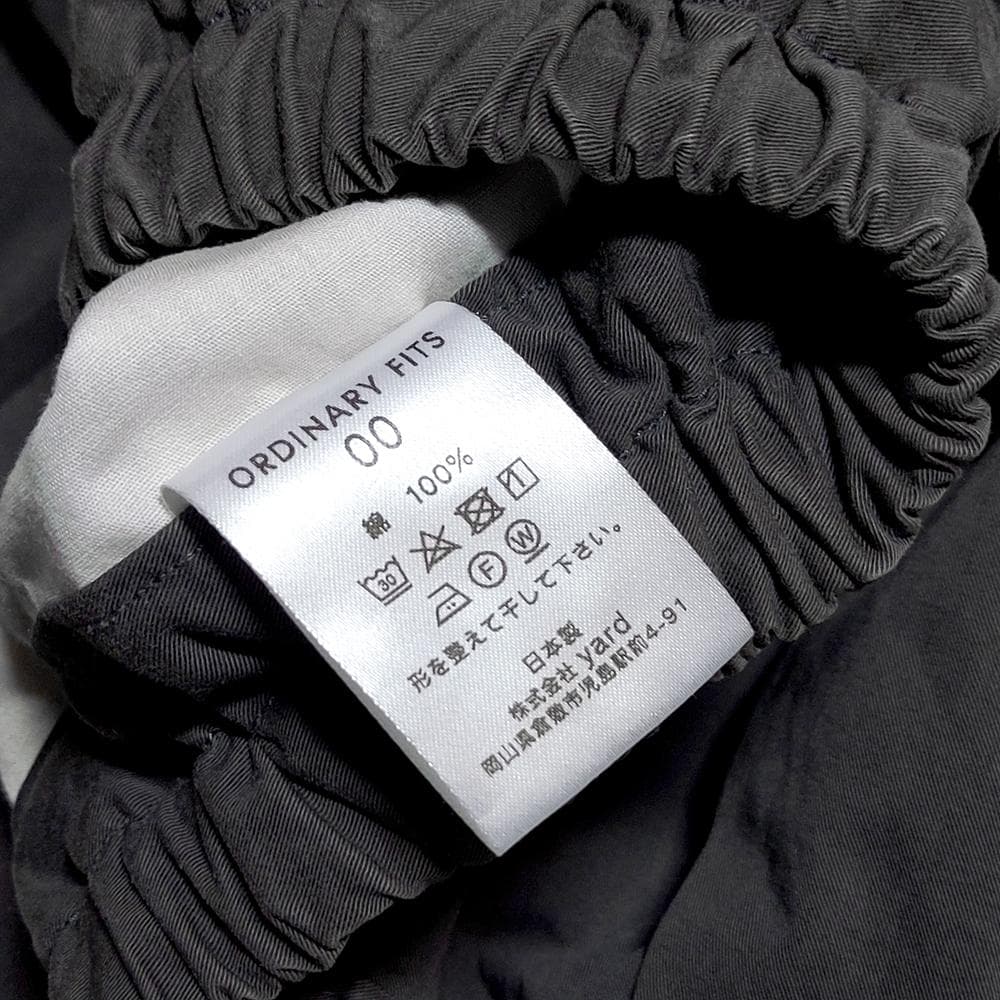 ORDINARY FITS
00
綿 100%
30
F W
形を整えて干して下さい。
日本製
株式会社 yard
岡山県倉敷市児島駅前4-91